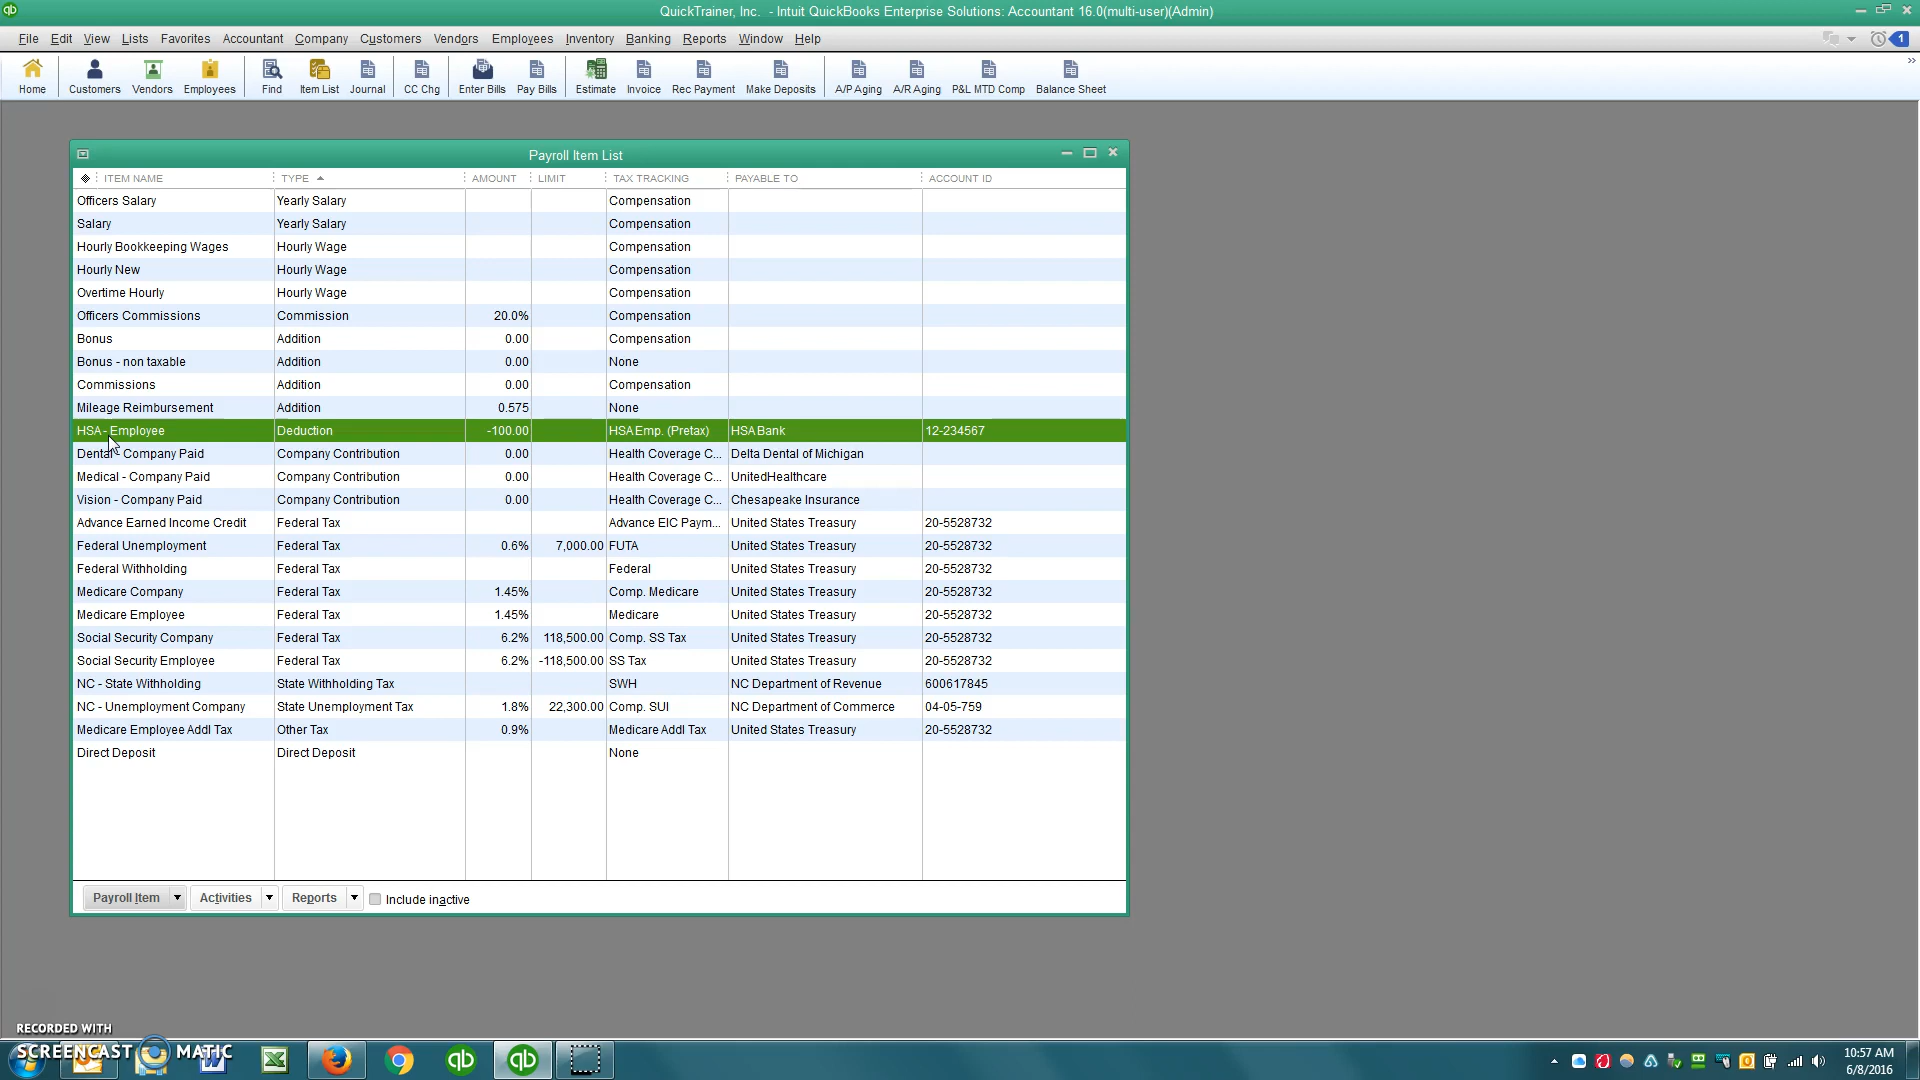 QuickTrainer, Inc. - Intuit QuickBooks Enterprise Solutions: Accountant 16.0(multi-user)(Admin)
File Edit View Lists Favorites Accountant Company Customers Vendors Employees Inventory Banking Reports Window Help 1
Home Customers Vendors Employees Find Item List Journal CC Chg Enter Bills Pay Bills Estimate Invoice Rec Payment Make Deposits A/P Aging A/R Aging P&L MTD Comp Balance Sheet
Payroll Item List
ITEM NAME TYPE AMOUNT LIMIT TAX TRACKING PAYABLE TO ACCOUNT ID
Officers Salary Yearly Salary Compensation
Salary Yearly Salary Compensation
Hourly Bookkeeping Wages Hourly Wage Compensation
Hourly New Hourly Wage Compensation
Overtime Hourly Hourly Wage Compensation
Officers Commissions Commission 20.0% Compensation
Bonus Addition 0.00 Compensation
Bonus - non taxable Addition 0.00 None
Commissions Addition 0.00 Compensation
Mileage Reimbursement Addition 0.575 None
HSA - Employee Deduction -100.00 HSA Emp. (Pretax) HSA Bank 12-234567
Dental - Company Paid Company Contribution 0.00 Health Coverage C... Delta Dental of Michigan
Medical - Company Paid Company Contribution 0.00 Health Coverage C... UnitedHealthcare
Vision - Company Paid Company Contribution 0.00 Health Coverage C... Chesapeake Insurance
Advance Earned Income Credit Federal Tax Advance EIC Paym... United States Treasury 20-5528732
Federal Unemployment Federal Tax 0.6% 7,000.00 FUTA United States Treasury 20-5528732
Federal Withholding Federal Tax Federal United States Treasury 20-5528732
Medicare Company Federal Tax 1.45% Comp. Medicare United States Treasury 20-5528732
Medicare Employee Federal Tax 1.45% Medicare United States Treasury 20-5528732
Social Security Company Federal Tax 6.2% 118,500.00 Comp. SS Tax United States Treasury 20-5528732
Social Security Employee Federal Tax 6.2% -118,500.00 SS Tax United States Treasury 20-5528732
NC - State Withholding State Withholding Tax SWH NC Department of Revenue 600617845
NC - Unemployment Company State Unemployment Tax 1.8% 22,300.00 Comp. SUI NC Department of Commerce 04-05-759
Medicare Employee Addl Tax Other Tax 0.9% Medicare Addl Tax United States Treasury 20-5528732
Direct Deposit Direct Deposit None
Payroll Item Activities Reports Include inactive
RECORDED WITH
SCREENCAST MATIC
10:57 AM
6/8/2016